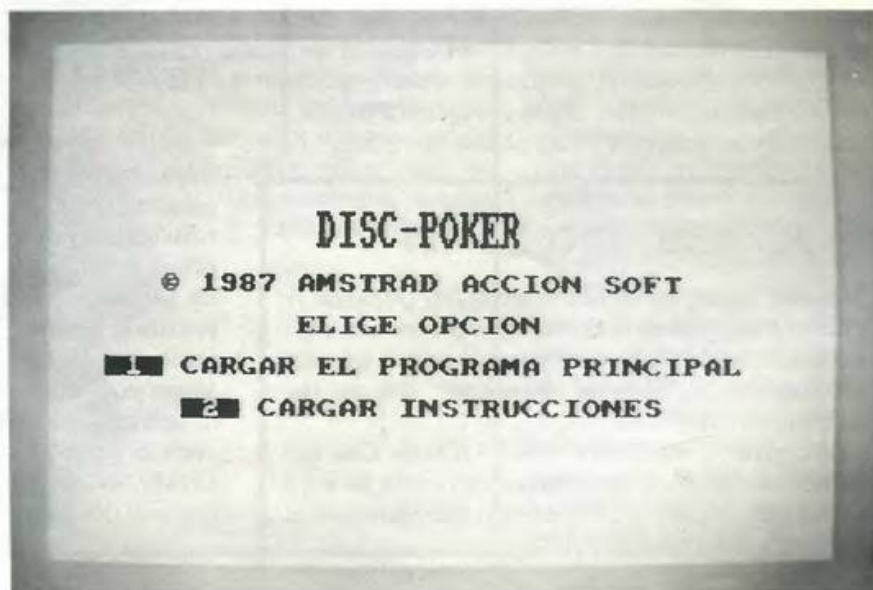 DISC-POKER
© 1987 AMSTRAD ACCION SOFT
ELIGE OPCION
1 CARGAR EL PROGRAMA PRINCIPAL
2 CARGAR INSTRUCCIONES